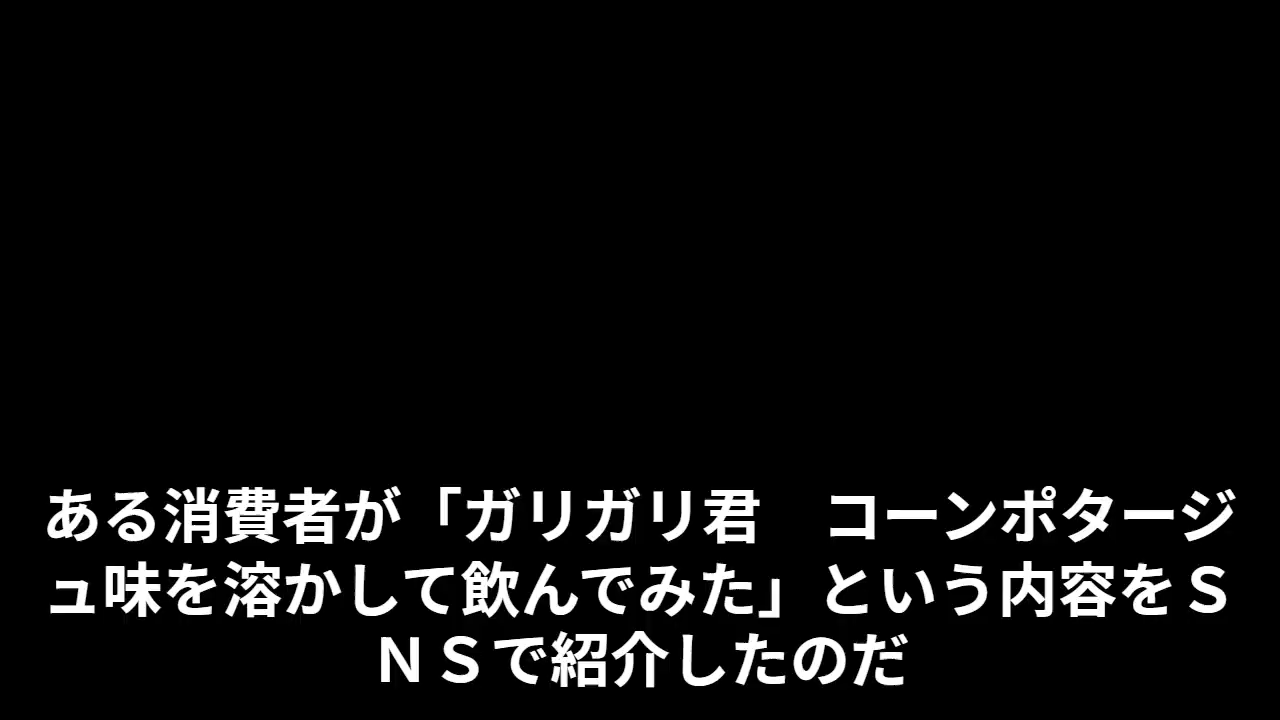 ある消費者が「ガリガリ君　コーンポタージ
ュ味を溶かして飲んでみた」という内容をＳ
ＮＳで紹介したのだ